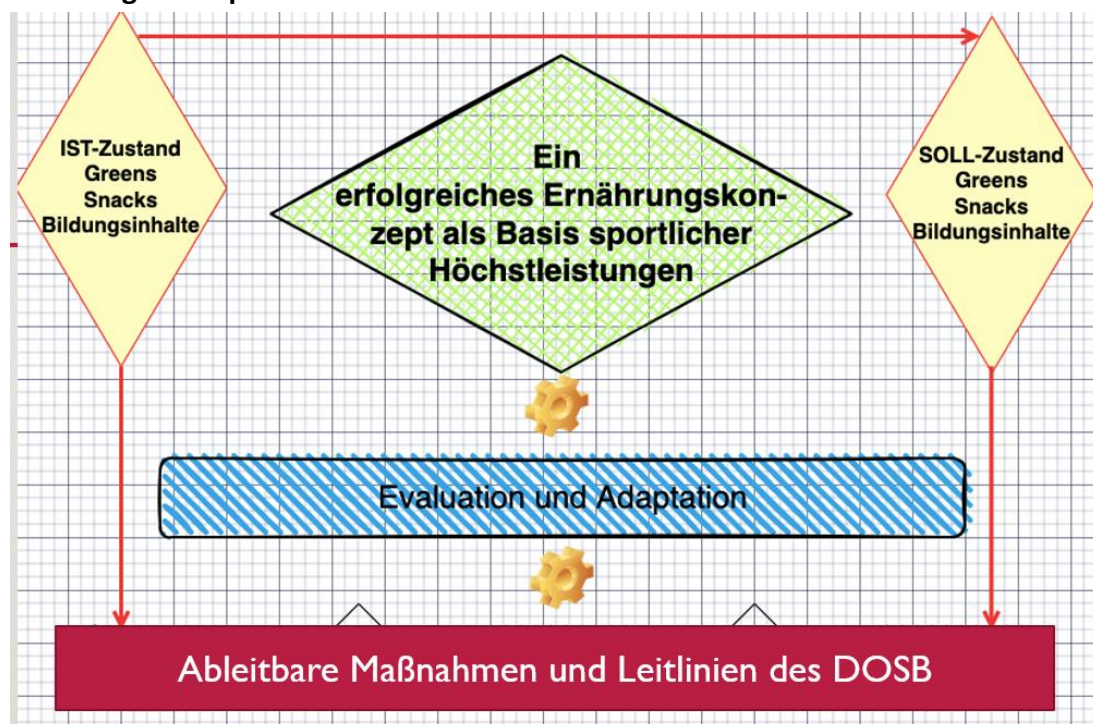 IST-Zustand
Greens
Snacks
Bildungsinhalte
Ein
erfolgreiches Ernährungskon-
zept als Basis sportlicher
Höchstleistungen
SOLL-Zustand
Greens
Snacks
Bildungsinhalte
Evaluation und Adaptation
Ableitbare Maßnahmen und Leitlinien des DOSB